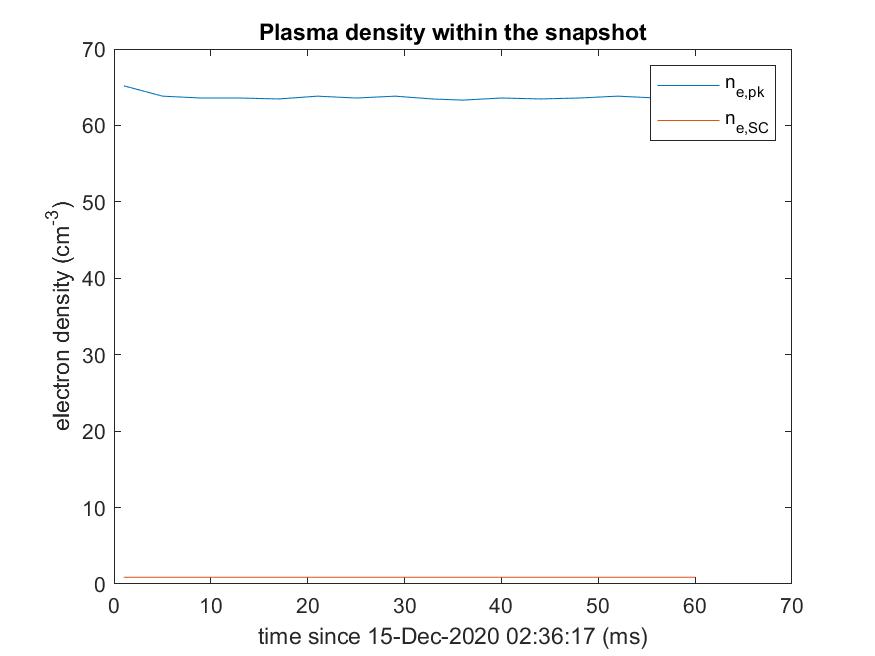 Plasma density within the snapshot
70
60
50
40
30
20
10
0
electron density (cm-3)
n e,pk
n e,SC
0 10 20 30 40 50 60 70
time since 15-Dec-2020 02:36:17 (ms)